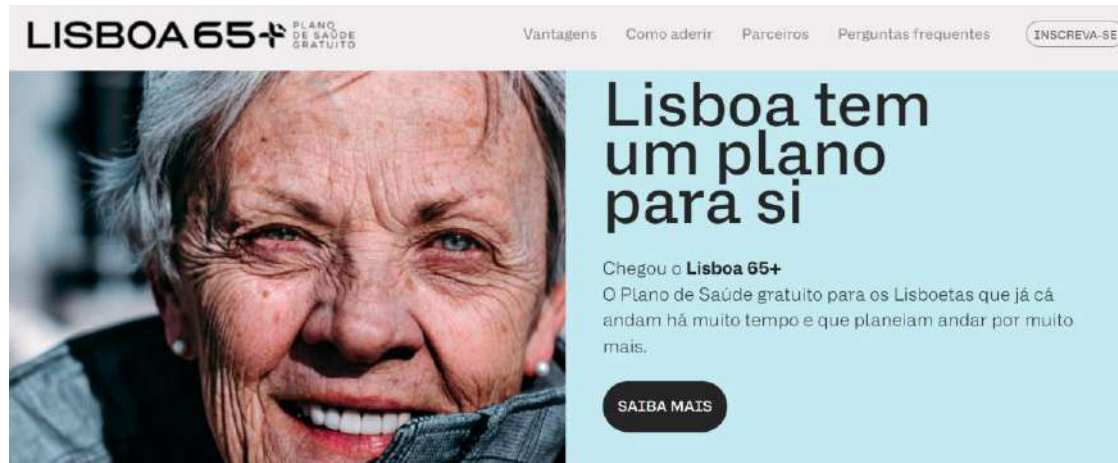 LISBOA 65+
PLANO
DE SAÚDE
GRATUITO
Vantagens
Como aderir
Parceiros
Perguntas frequentes
INSCREVA-SE
Lisboa tem
um plano
para si
Chegou o Lisboa 65+
O Plano de Saúde gratuito para os Lisboetas que já cá
andam há muito tempo e que planeiam andar por muito
mais.
SAIBA MAIS